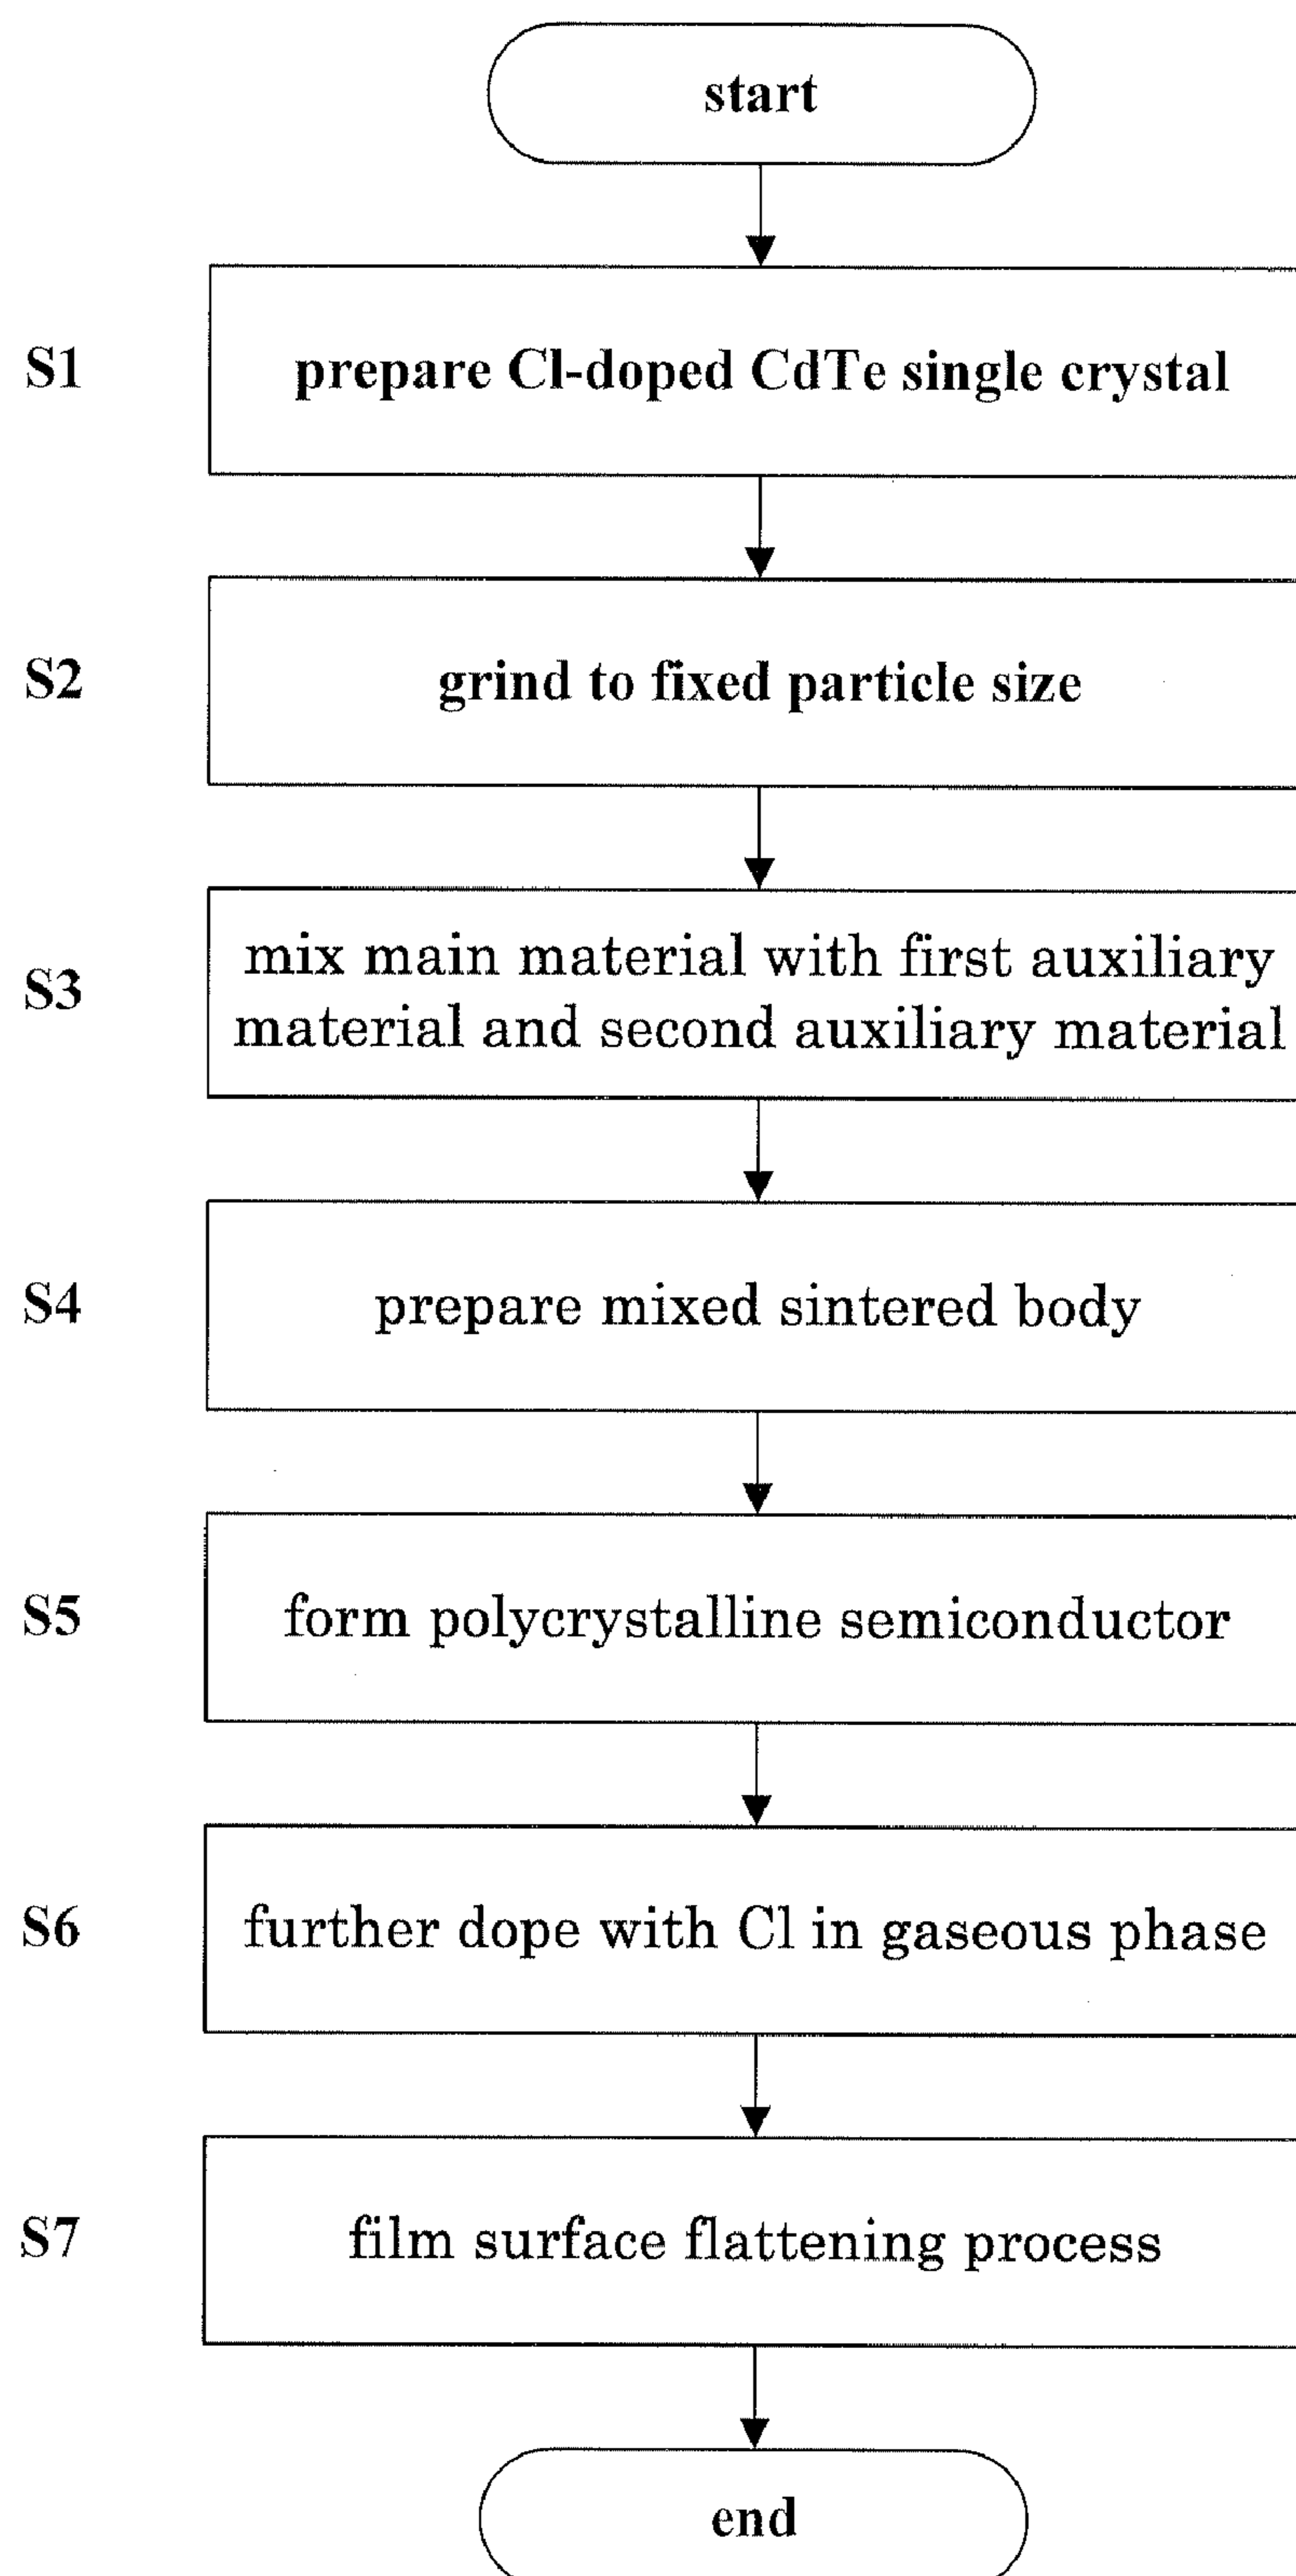 start
S1
prepare Cl-doped CdTe single crystal
S2
grind to fixed particle size
S3
mix main material with first auxiliary
material and second auxiliary material
S4
prepare mixed sintered body
S5
form polycrystalline semiconductor
S6
further dope with Cl in gaseous phase
S7
film surface flattening process
end